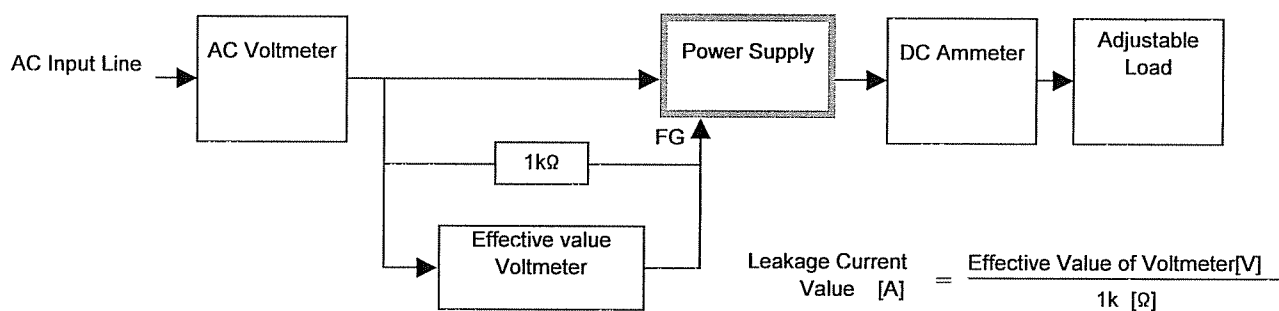 AC Input Line
AC Voltmeter
Power Supply
DC Ammeter
Adjustable
Load
FG
1kΩ
Effective value
Voltmeter
Leakage Current
Value [A]
=
Effective Value of Voltmeter[V]
1k [Ω]